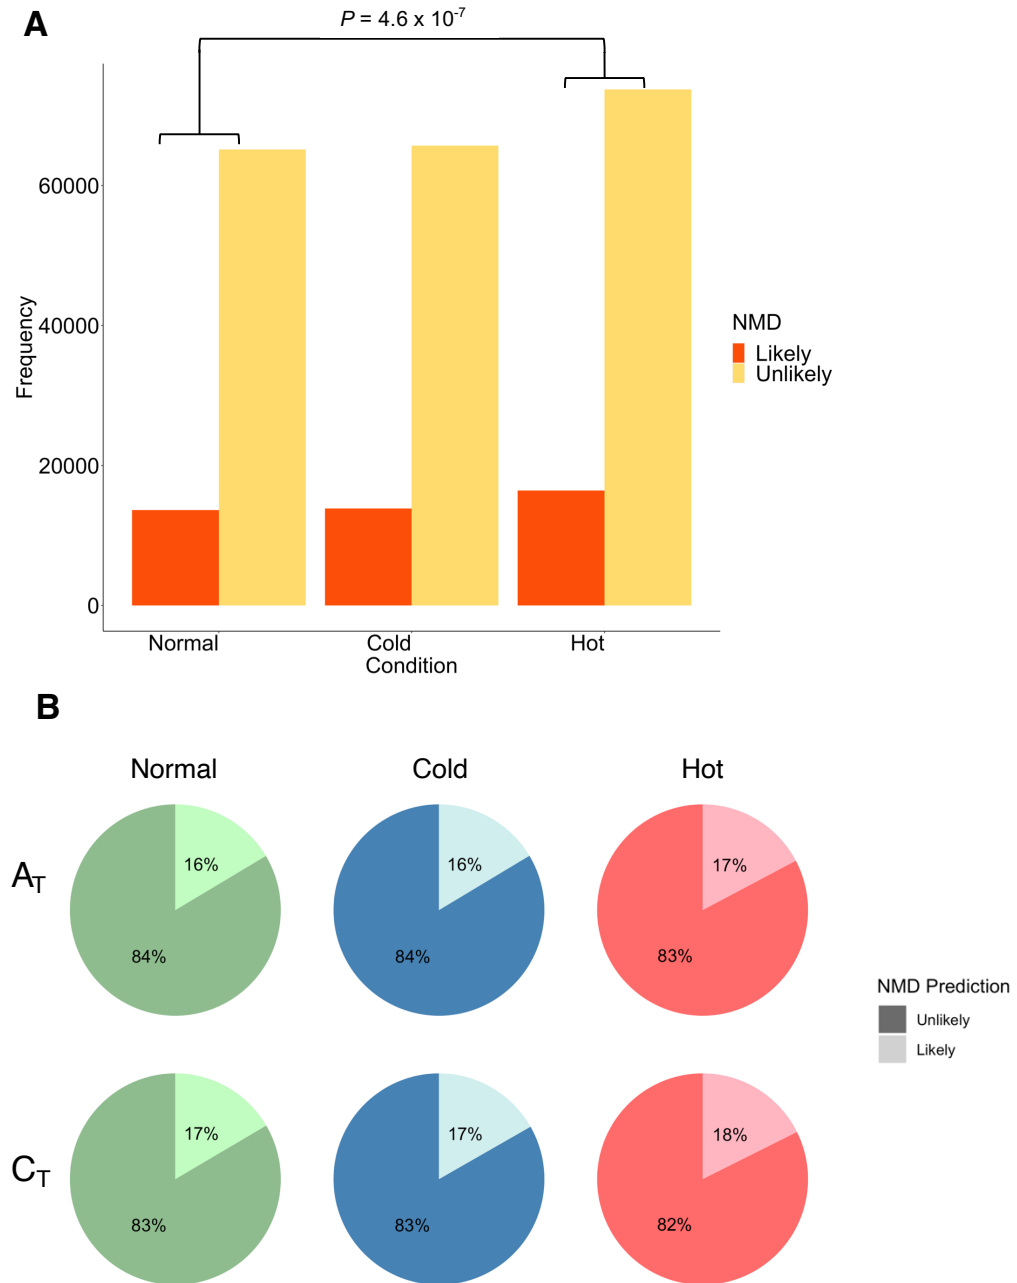 A
P = 4.6 x 10-7
60000
40000
20000
0
Frequency
Normal Cold Hot
Condition
NMD
Likely
Unlikely
B
Normal Cold Hot
AT
16% 16% 17%
84% 84% 83%
NMD Prediction
Unlikely
Likely
CT
17% 17% 18%
83% 83% 82%